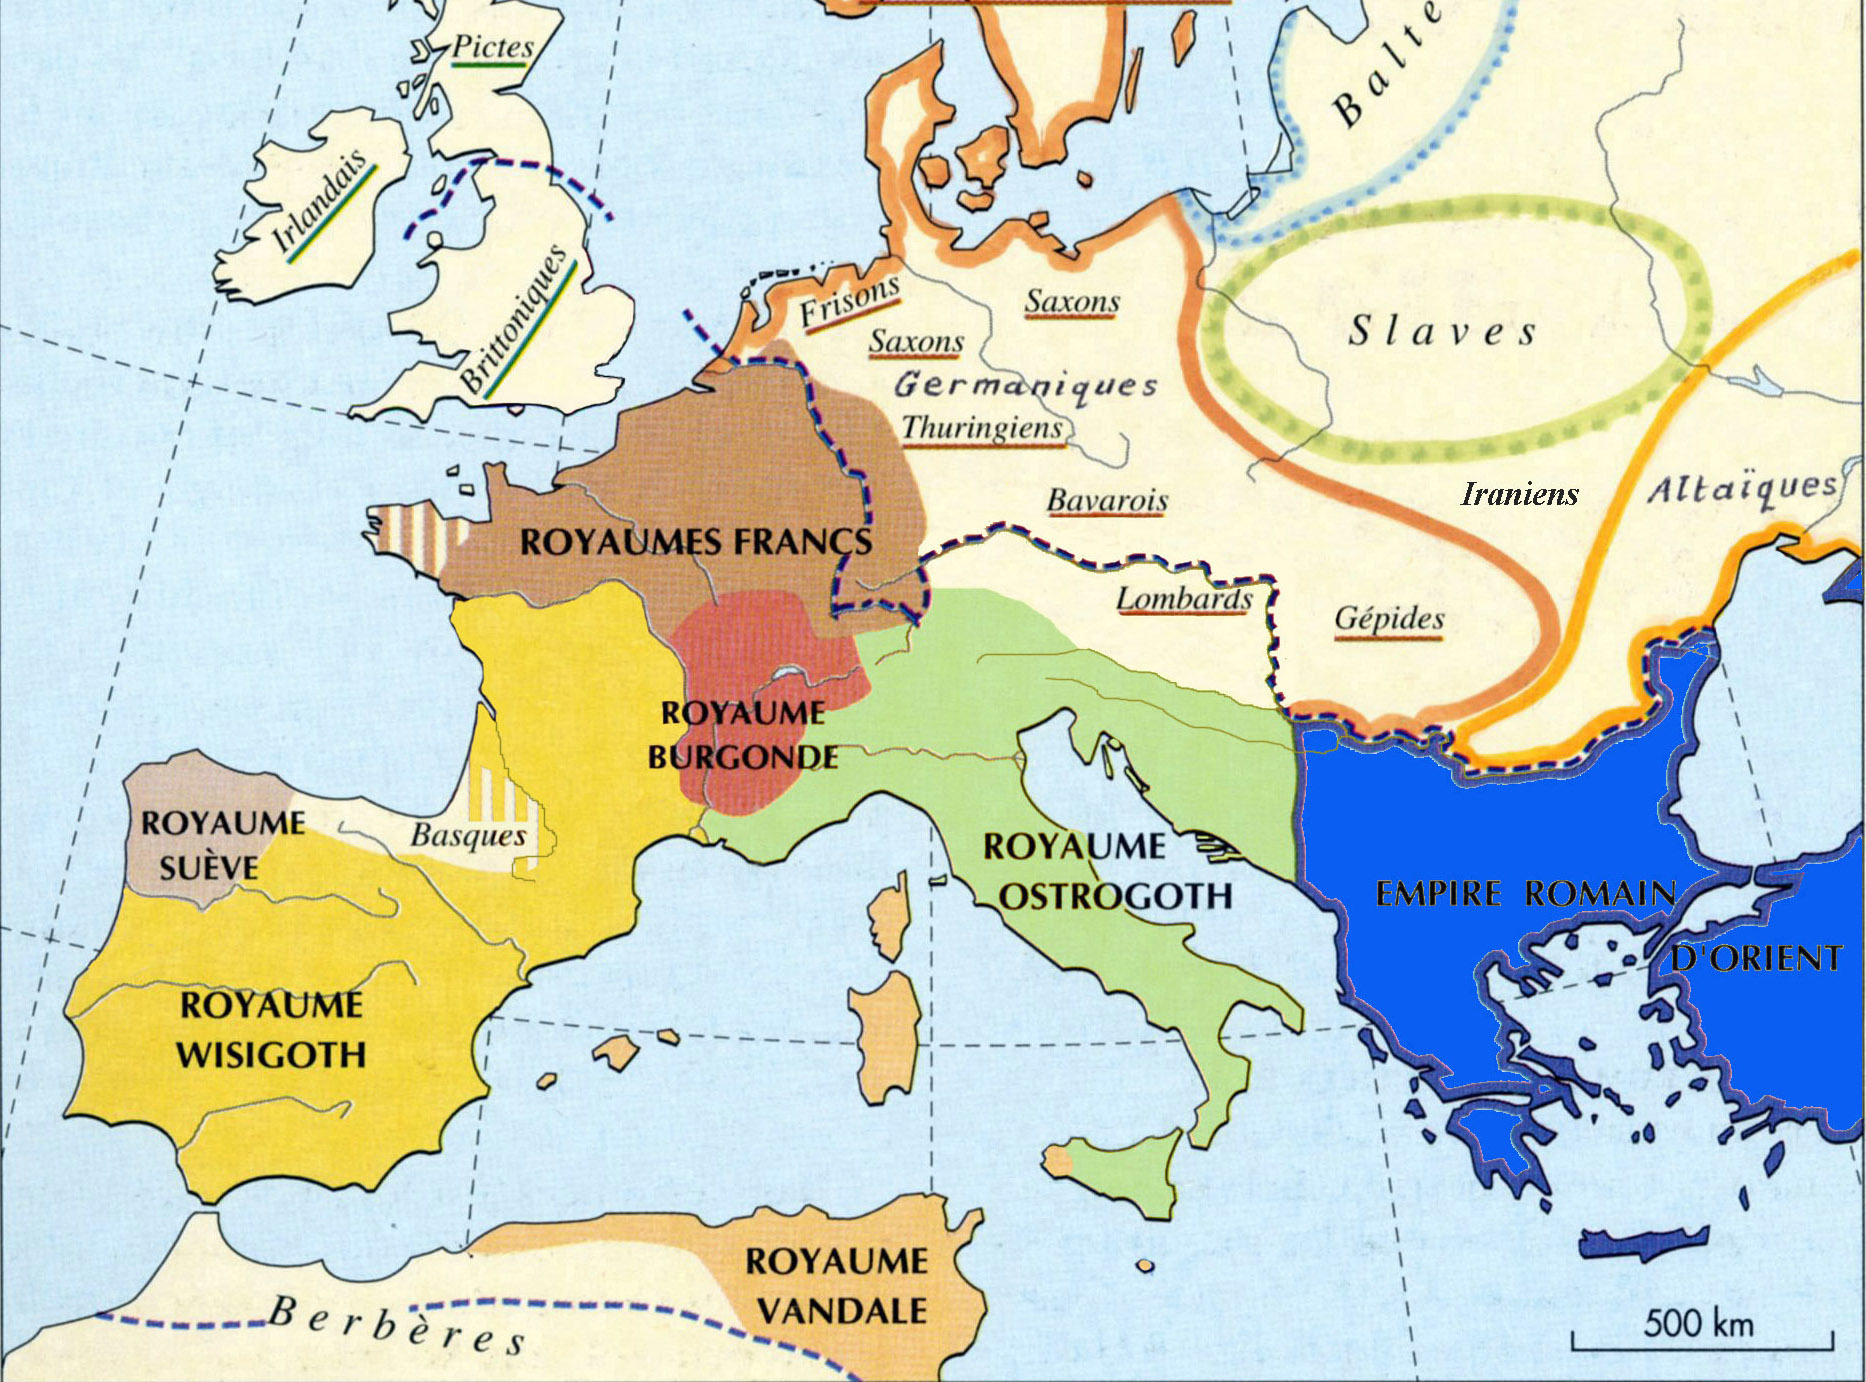 Pictes
Balte
Irlandais
Brittoniques
Frisons
Saxons
Saxons
Germaniques
Thuringiens
Slaves
Iraniens
Altaïques
Bavarois
ROYAUMES FRANCS
Lombards
Gépides
ROYAUME
BURGONDE
ROYAUME
SUÈVE
Basques
ROYAUME
OSTROGOTH
EMPIRE ROMAIN
D'ORIENT
ROYAUME
WISIGOTH
ROYAUME
VANDALE
Berbères
500 km